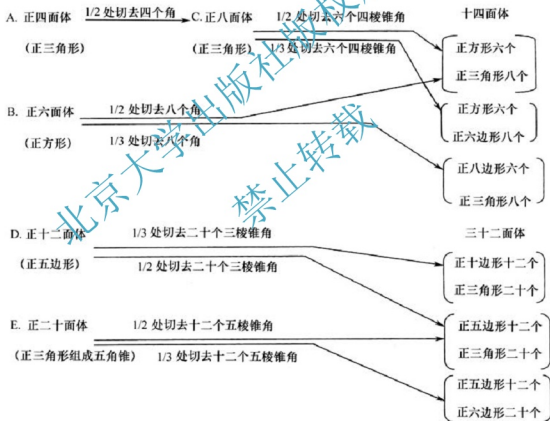 A. 正四面体 1/2 处切去四个角 C. 正八面体 1/2 处切去六个四棱锥角 十四面体
(正三角形) (正三角形) 1/3 处切去六个四棱锥角 正方形六个
正三角形八个
B. 正六面体 1/2 处切去八个角 正方形六个
(正方形) 1/3 处切去八个角 正六边形八个
正八边形六个
正三角形八个
D. 正十二面体 1/3 处切去二十个三棱锥角 三十二面体
(正五边形) 1/2 处切去二十个三棱锥角 正十边形十二个
正三角形二十个
E. 正二十面体 1/2 处切去十二个五棱锥角 正五边形十二个
(正三角形组成五角锥) 1/3 处切去十二个五棱锥角 正三角形二十个
正五边形十二个
正六边形二十个
北京大学出版社版权所
禁止转载